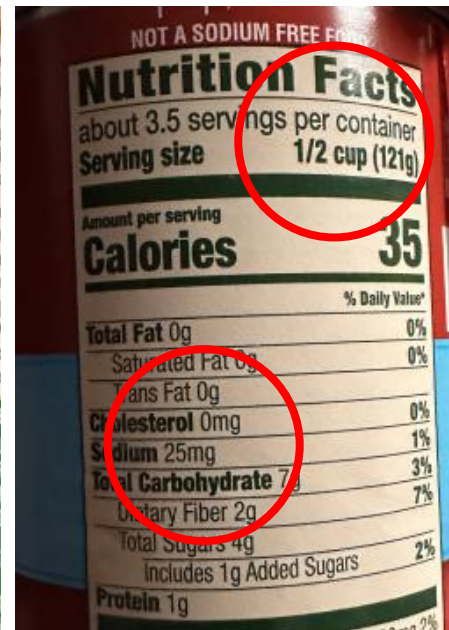 NOT A SODIUM FREE FOOD
Nutrition Facts
about 3.5 servings per container
Serving size 1/2 cup (121g)
Amount per serving
Calories 35
% Daily Value*
Total Fat 0g 0%
Saturated Fat 0g 0%
Trans Fat 0g
Cholesterol 0mg 0%
Sodium 25mg 1%
Total Carbohydrate 7g 3%
Dietary Fiber 2g 7%
Total Sugars 4g
Includes 1g Added Sugars 2%
Protein 1g
2%